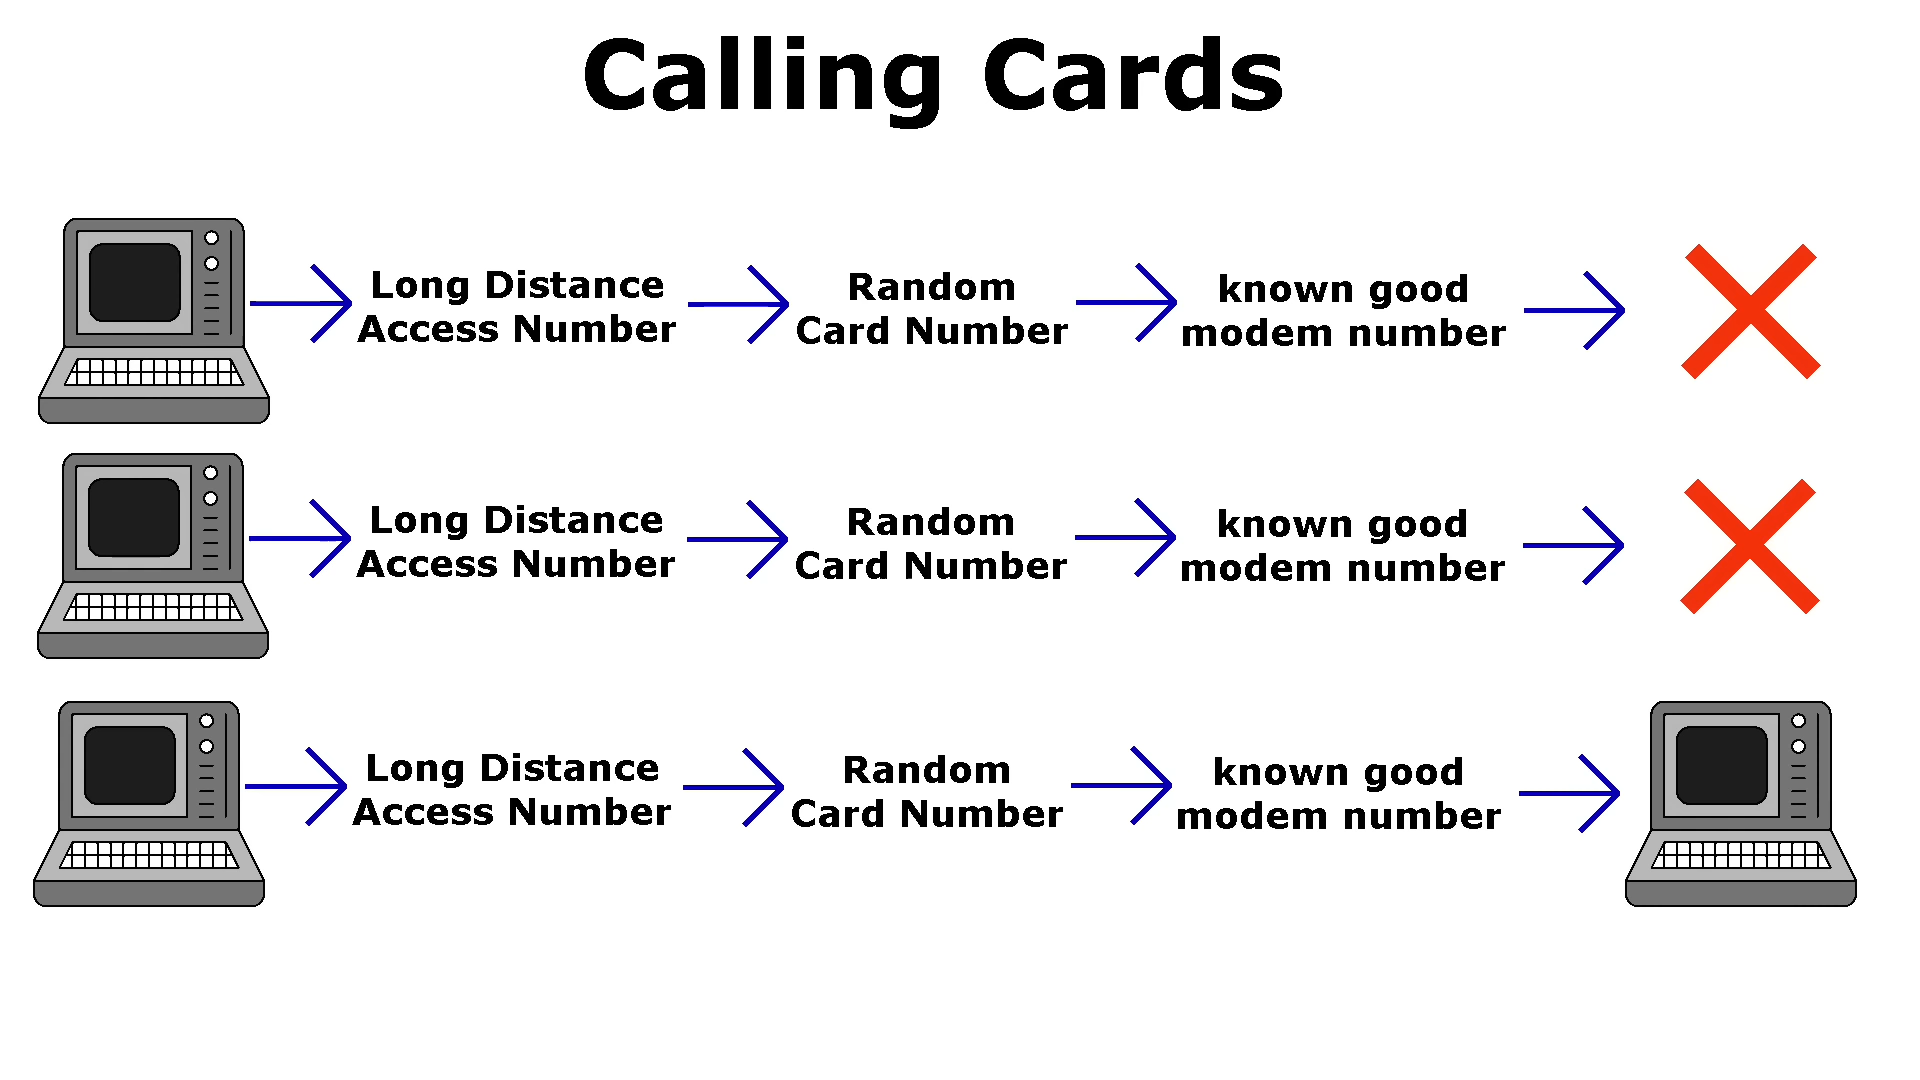 Calling Cards
Long Distance
Access Number
Random
Card Number
known good
modem number
Long Distance
Access Number
Random
Card Number
known good
modem number
Long Distance
Access Number
Random
Card Number
known good
modem number